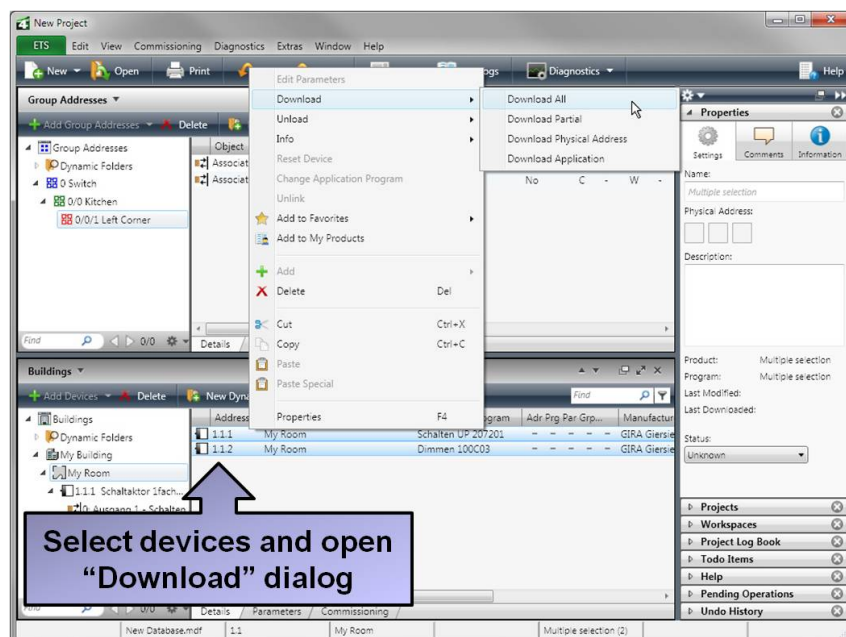 New Project
ETS Edit View Commissioning Diagnostics Extras Window Help
New Open Print ogs Diagnostics Help
Group Addresses
Add Group Addresses Delete
Group Addresses
Dynamic Folders
0 Switch
0/0 Kitchen
0/0/1 Left Corner
Object
Associat
Associat
No C - W -
Find 0/0 Details
Edit Parameters
Download
Unload
Info
Reset Device
Change Application Program
Unlink
Add to Favorites
Add to My Products
Add
Delete Del
Cut Ctrl+X
Copy Ctrl+C
Paste
Paste Special
Properties F4
Download All
Download Partial
Download Physical Address
Download Application
Properties
Settings Comments Information
Name:
Multiple selection
Physical Address:
Description:
Product: Multiple selection
Program: Multiple selection
Last Modified:
Last Downloaded:
Status:
Unknown
Projects
Workspaces
Project Log Book
Todo Items
Help
Pending Operations
Undo History
Buildings
Add Devices Delete New Dyna Find
Buildings
Dynamic Folders
My Building
My Room
1.1.1 Schaltaktor 1fach...
0: Ausgang 1 - Schalten
Address ogram Adr Prg Par Grp... Manufactur
1.1.1 My Room Schalten UP 207201 - - - - - GIRA Giersie
1.1.2 My Room Dimmen 100C03 - - - - - GIRA Giersie
Select devices and open
“Download” dialog
Find 0/0 Details Parameters Commissioning
New Database.mdf 1.1 My Room Multiple selection (2)